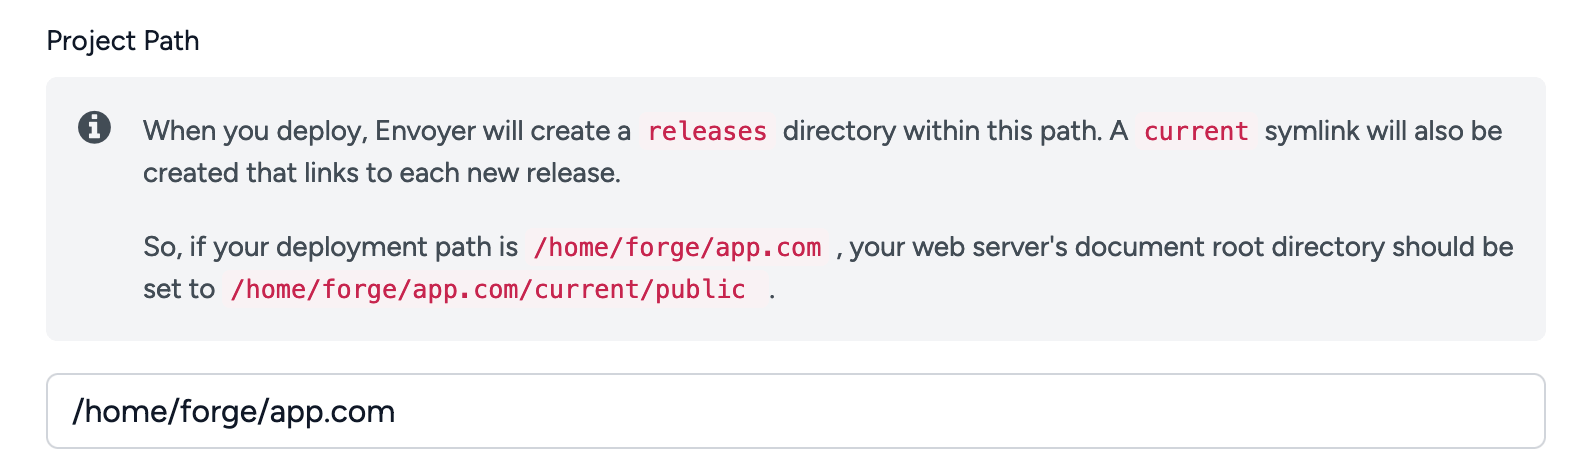 Project Path
When you deploy, Envoyer will create a releases directory within this path. A current symlink will also be
created that links to each new release.
So, if your deployment path is /home/forge/app.com , your web server's document root directory should be
set to /home/forge/app.com/current/public .
/home/forge/app.com